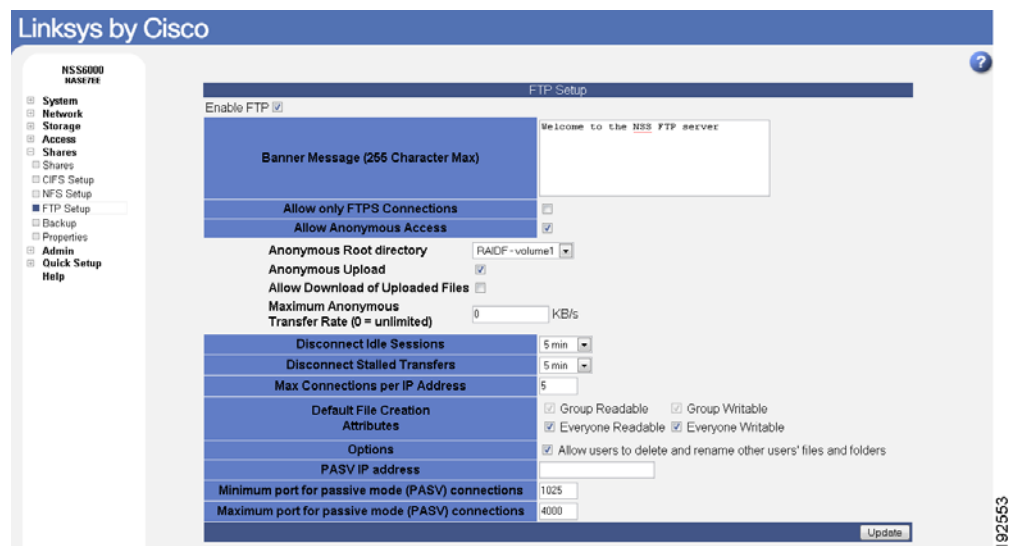 Linksys by Cisco
NSS6000
NASE7EE
System
Network
Storage
Access
Shares
Shares
CIFS Setup
NFS Setup
FTP Setup
Backup
Properties
Admin
Quick Setup
Help
?
FTP Setup
Enable FTP
Banner Message (255 Character Max)
Welcome to the NSS FTP server
Allow only FTPS Connections
Allow Anonymous Access
Anonymous Root directory RAIDF-volume1
Anonymous Upload
Allow Download of Uploaded Files
Maximum Anonymous
Transfer Rate (0 = unlimited) 0 KB/s
Disconnect Idle Sessions 5 min
Disconnect Stalled Transfers 5 min
Max Connections per IP Address 5
Default File Creation
Attributes
Group Readable Group Writable
Everyone Readable Everyone Writable
Options Allow users to delete and rename other users' files and folders
PASV IP address
Minimum port for passive mode (PASV) connections 1025
Maximum port for passive mode (PASV) connections 4000
Update
192553